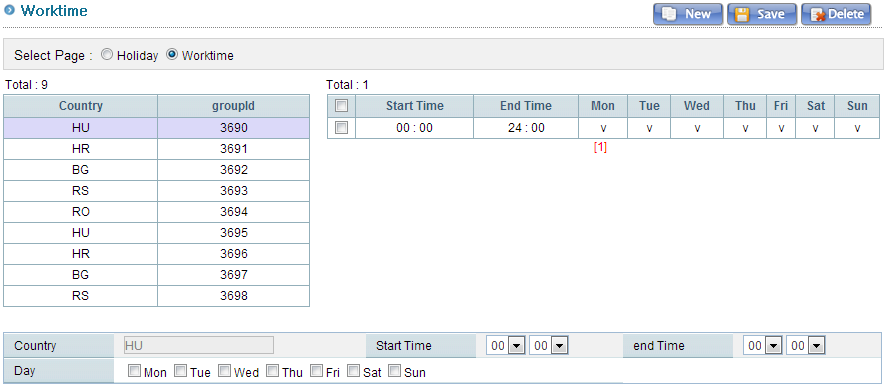 Worktime
New Save Delete
Select Page : Holiday Worktime
Total : 9
Country groupId
HU 3690
HR 3691
BG 3692
RS 3693
RO 3694
HU 3695
HR 3696
BG 3697
RS 3698
Total : 1
Start Time End Time Mon Tue Wed Thu Fri Sat Sun
00 : 00 24 : 00 v v v v v v v
[1]
Country HU Start Time 00 00 end Time 00 00
Day Mon Tue Wed Thu Fri Sat Sun